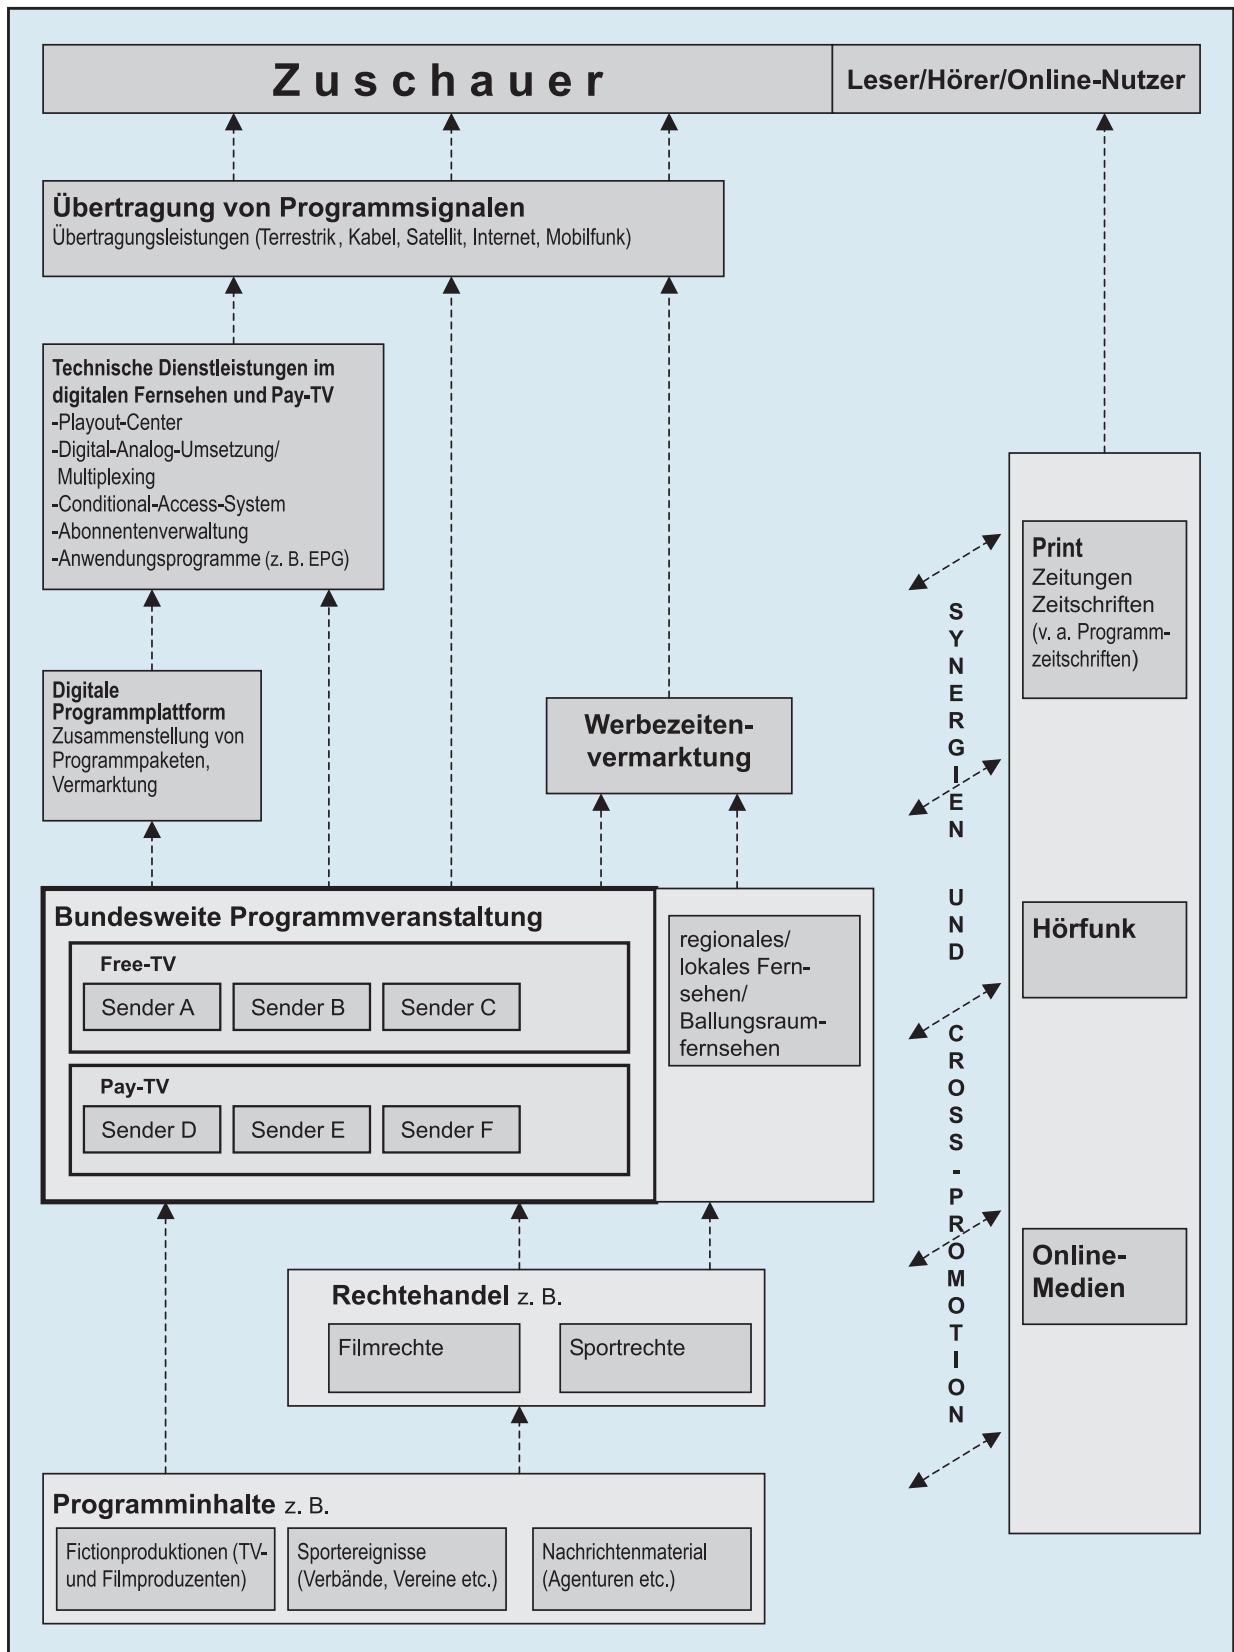 Zuschauer
Leser/Hörer/Online-Nutzer
Übertragung von Programmsignalen
Übertragungsleistungen (Terrestrik, Kabel, Satellit, Internet, Mobilfunk)
Technische Dienstleistungen im
digitalen Fernsehen und Pay-TV
-Playout-Center
-Digital-Analog-Umsetzung/
Multiplexing
-Conditional-Access-System
-Abonnentenverwaltung
-Anwendungsprogramme (z. B. EPG)
Digitale
Programmplattform
Zusammenstellung von
Programmpaketen,
Vermarktung
Werbezeiten-
vermarktung
Bundesweite Programmveranstaltung
Free-TV
Sender A
Sender B
Sender C
Pay-TV
Sender D
Sender E
Sender F
regionales/
lokales Fern-
sehen/
Ballungsraum-
fernsehen
Rechtehandel z. B.
Filmrechte
Sportrechte
Programminhalte z. B.
Fictionproduktionen (TV-
und Filmproduzenten)
Sportereignisse
(Verbände, Vereine etc.)
Nachrichtenmaterial
(Agenturen etc.)
SYNERGIEN UND CROSS-PROMOTION
Print
Zeitungen
Zeitschriften
(v. a. Programm-
zeitschriften)
Hörfunk
Online-
Medien